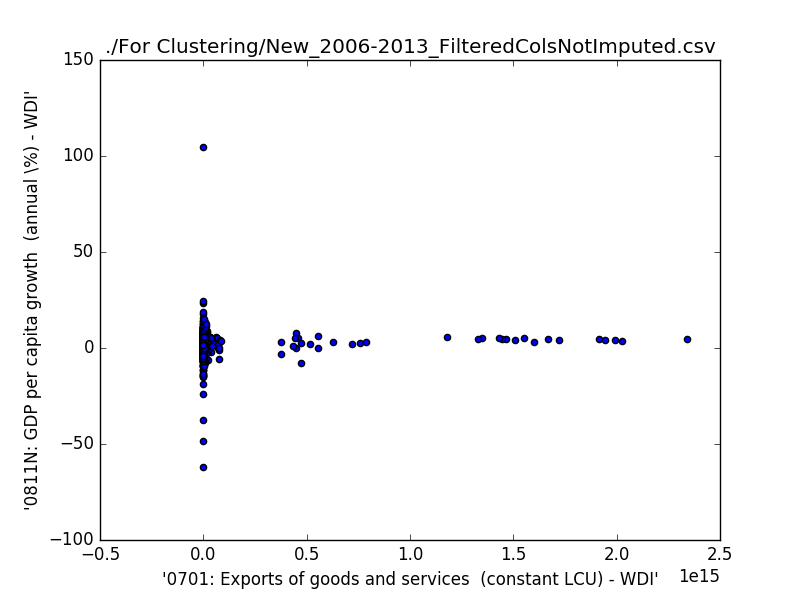 ./For Clustering/New_2006-2013_FilteredColsNotImputed.csv
150
100
50
0
−50
−100
'0811N: GDP per capita growth  (annual \%) - WDI'
−0.5 0.0 0.5 1.0 1.5 2.0 2.5
1e15
'0701: Exports of goods and services  (constant LCU) - WDI'